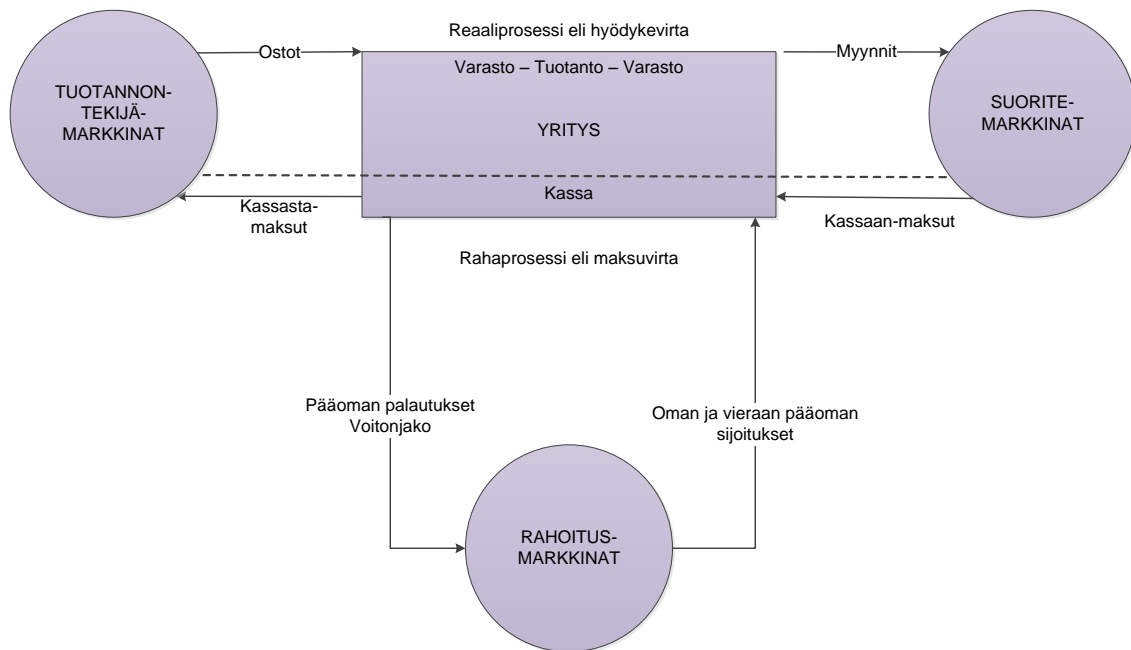 Reaaliprosessi eli hyödykevirta
Ostot
Myynnit
Varasto – Tuotanto – Varasto
TUOTANNON-
TEKIJÄ-
MARKKINAT
YRITYS
SUORITE-
MARKKINAT
Kassa
Kassasta-
maksut
Kassaan-maksut
Rahaprosessi eli maksuvirta
Pääoman palautukset
Voitonjako
Oman ja vieraan pääoman
sijoitukset
RAHOITUS-
MARKKINAT